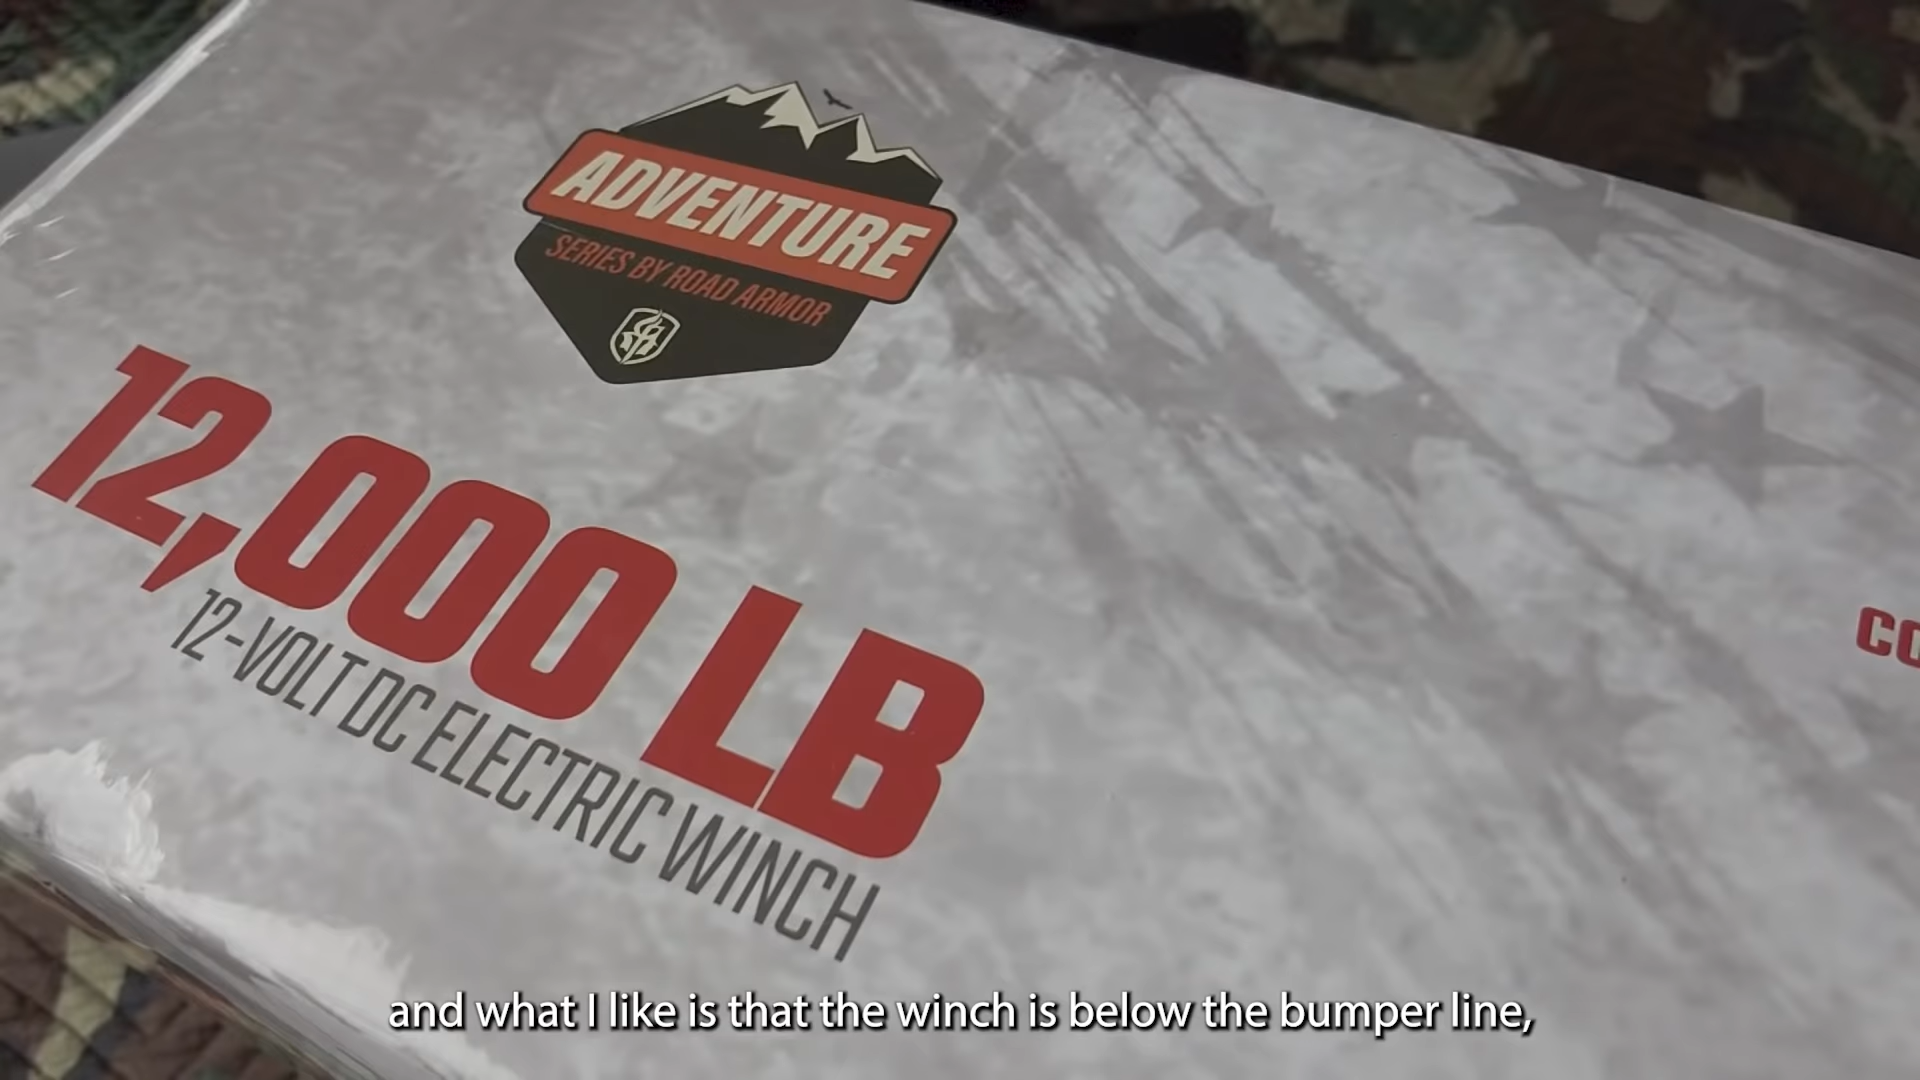 ADVENTURE
SERIES BY ROAD ARMOR
12,000 LB
12-VOLT DC ELECTRIC WINCH
and what I like is that the winch is below the bumper line,